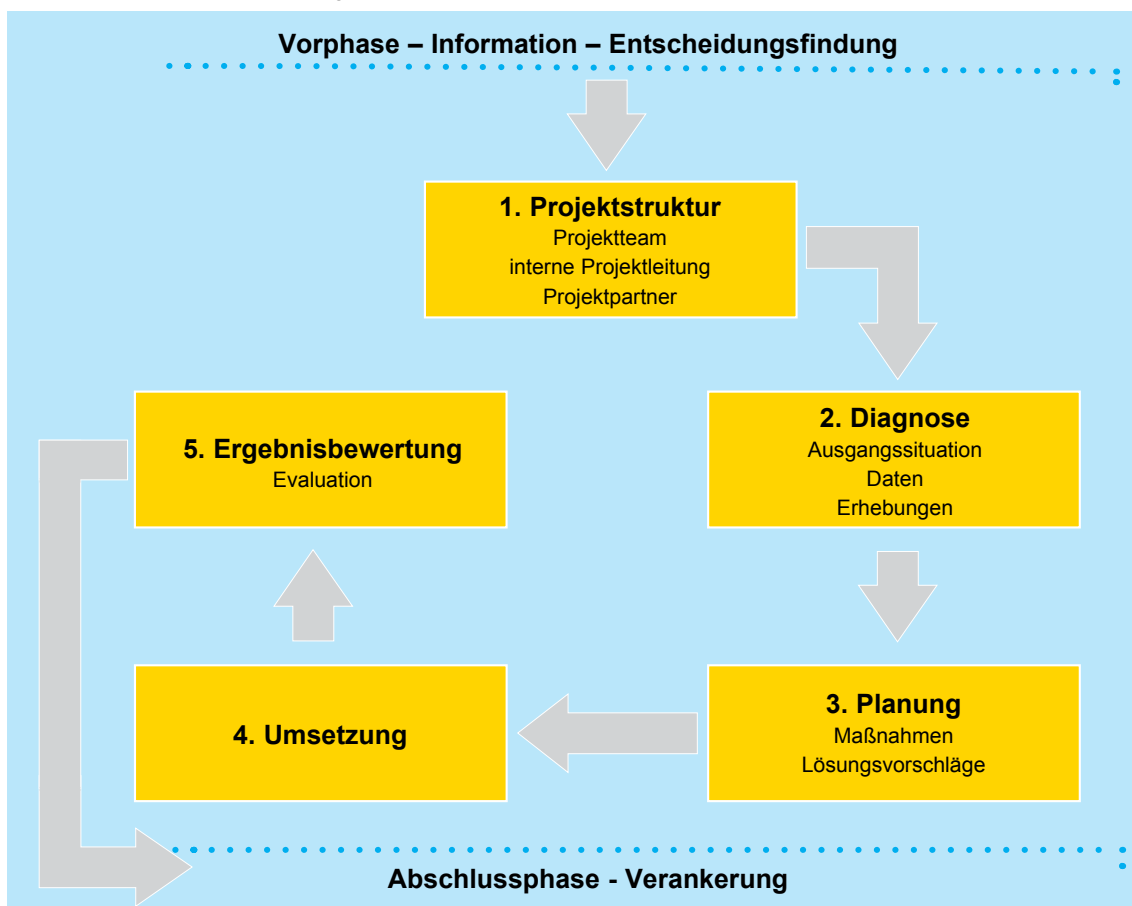 Vorphase – Information – Entscheidungsfindung
1. Projektstruktur
Projektteam
interne Projektleitung
Projektpartner
2. Diagnose
Ausgangssituation
Daten
Erhebungen
3. Planung
Maßnahmen
Lösungsvorschläge
4. Umsetzung
5. Ergebnisbewertung
Evaluation
Abschlussphase - Verankerung